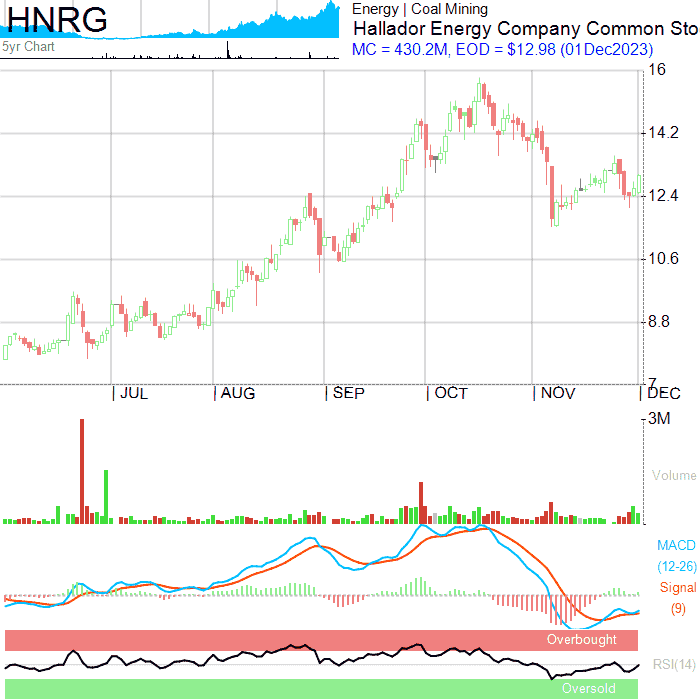 HNRG
5yr Chart
Energy | Coal Mining
Hallador Energy Company Common Sto
MC = 430.2M, EOD = $12.98 (01Dec2023)
16
14.2
12.4
10.6
8.8
7
JUL AUG SEP OCT NOV DEC
3M
Volume
MACD
(12-26)
Signal
(9)
Overbought
RSI(14)
Oversold